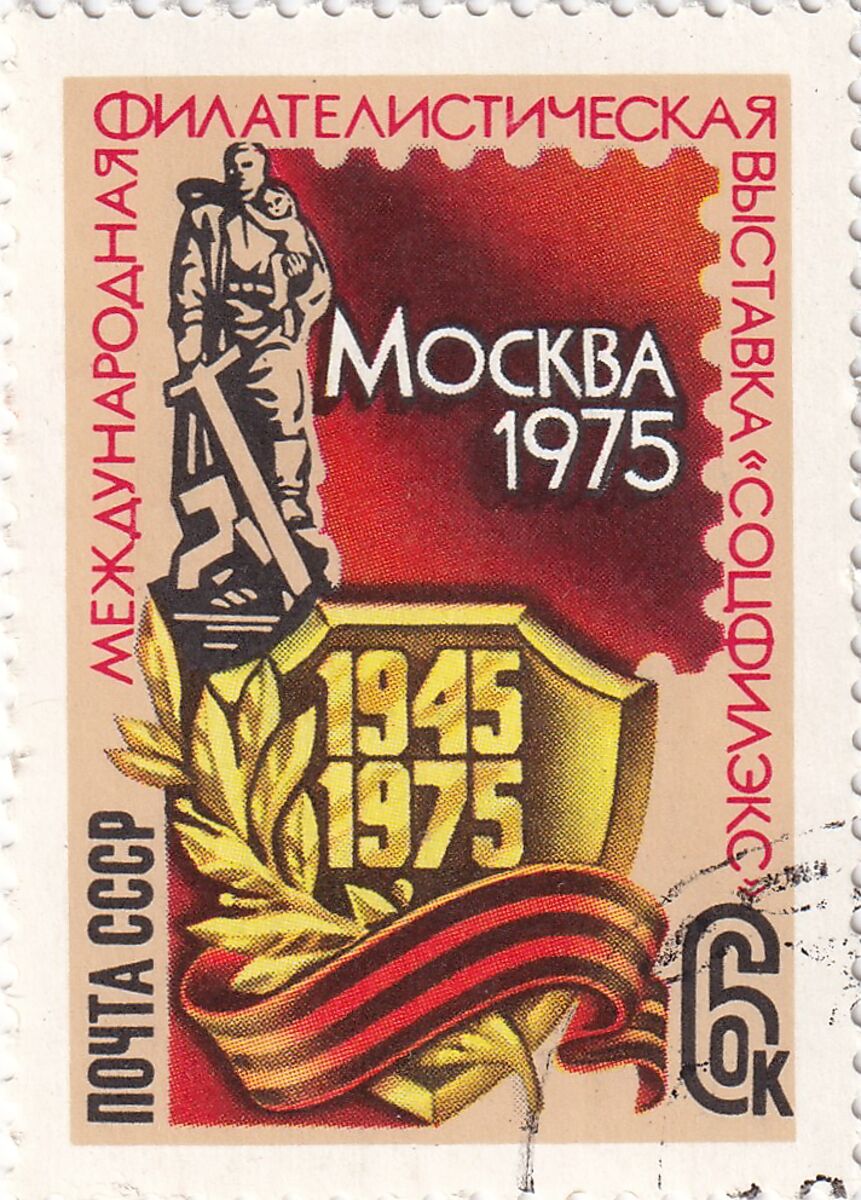 МЕЖДУНАРОДНАЯ
ФИЛАТЕЛИСТИЧЕСКАЯ
ВЫСТАВКА «СОЦФИЛЭКС»
МОСКВА
1975
1945
1975
ПОЧТА СССР
6к